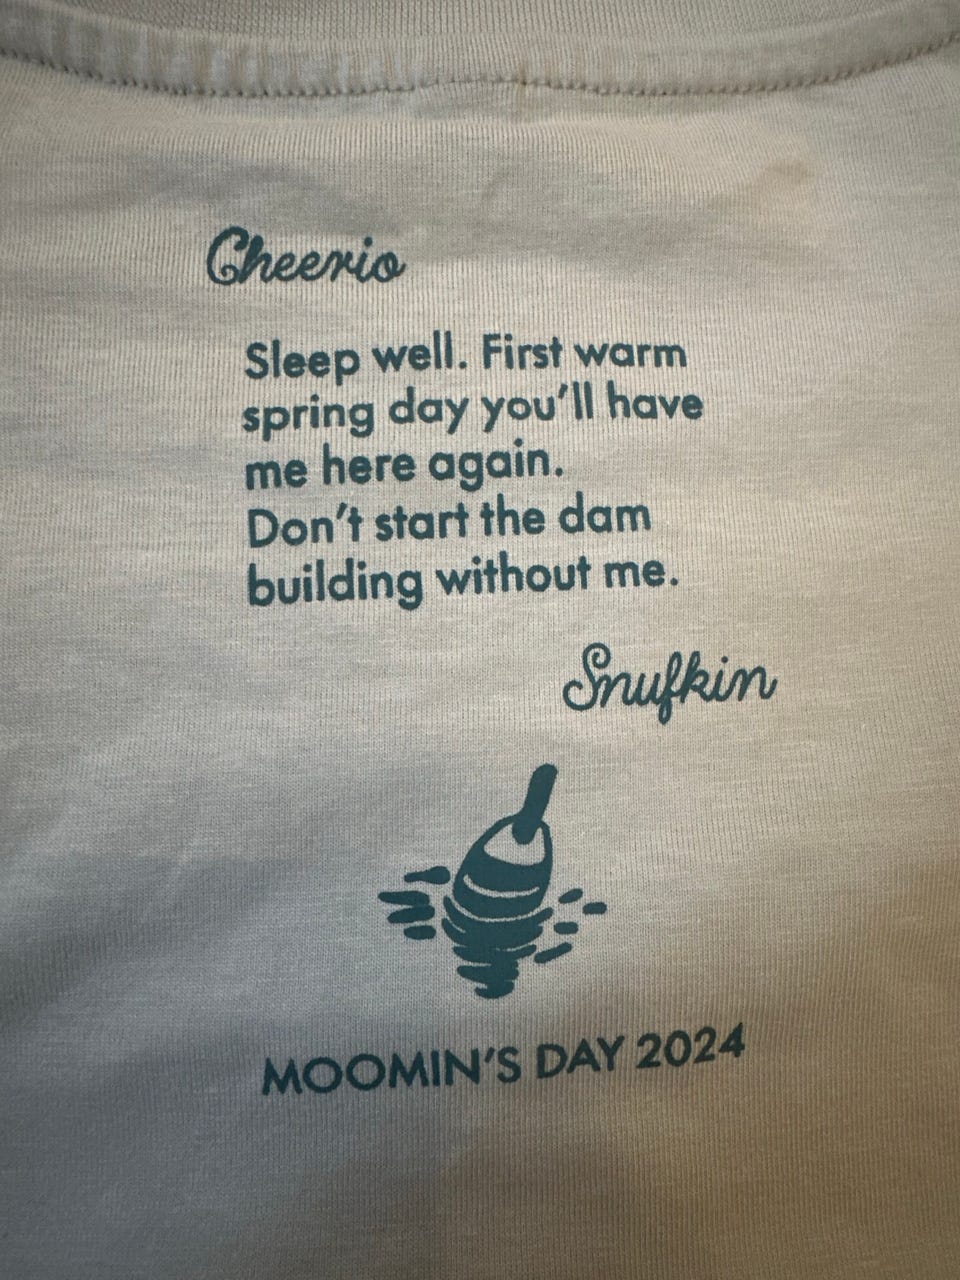 Cheerio
Sleep well. First warm
spring day you'll have
me here again.
Don't start the dam
building without me.
Snufkin
MOOMIN'S DAY 2024